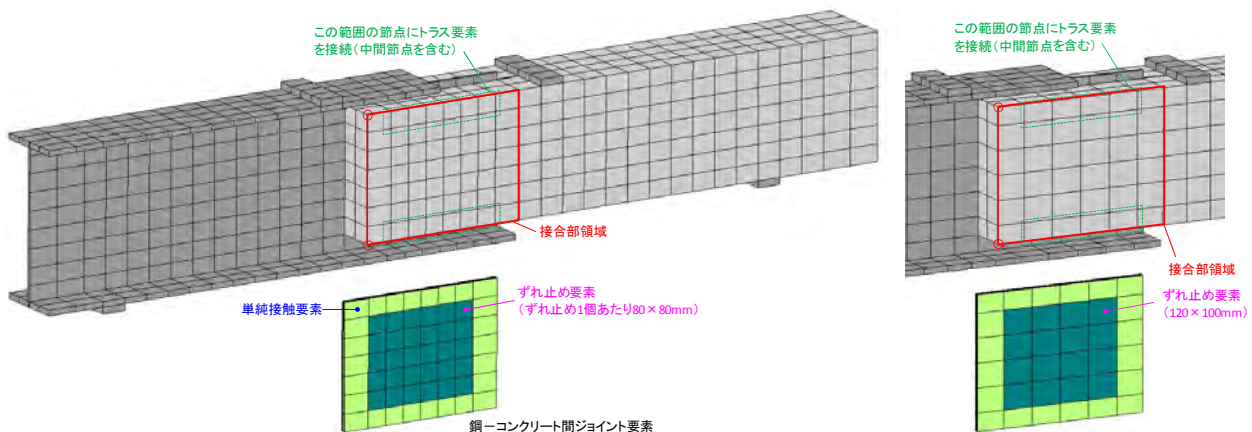 この範囲の節点にトラス要素
を接続(中間節点を含む)
接合部領域
単純接触要素
ずれ止め要素
(ずれ止め1個あたり80×80mm)
鋼－コンクリート間ジョイント要素
この範囲の節点にトラス要素
を接続(中間節点を含む)
接合部領域
ずれ止め要素
(120×100mm)